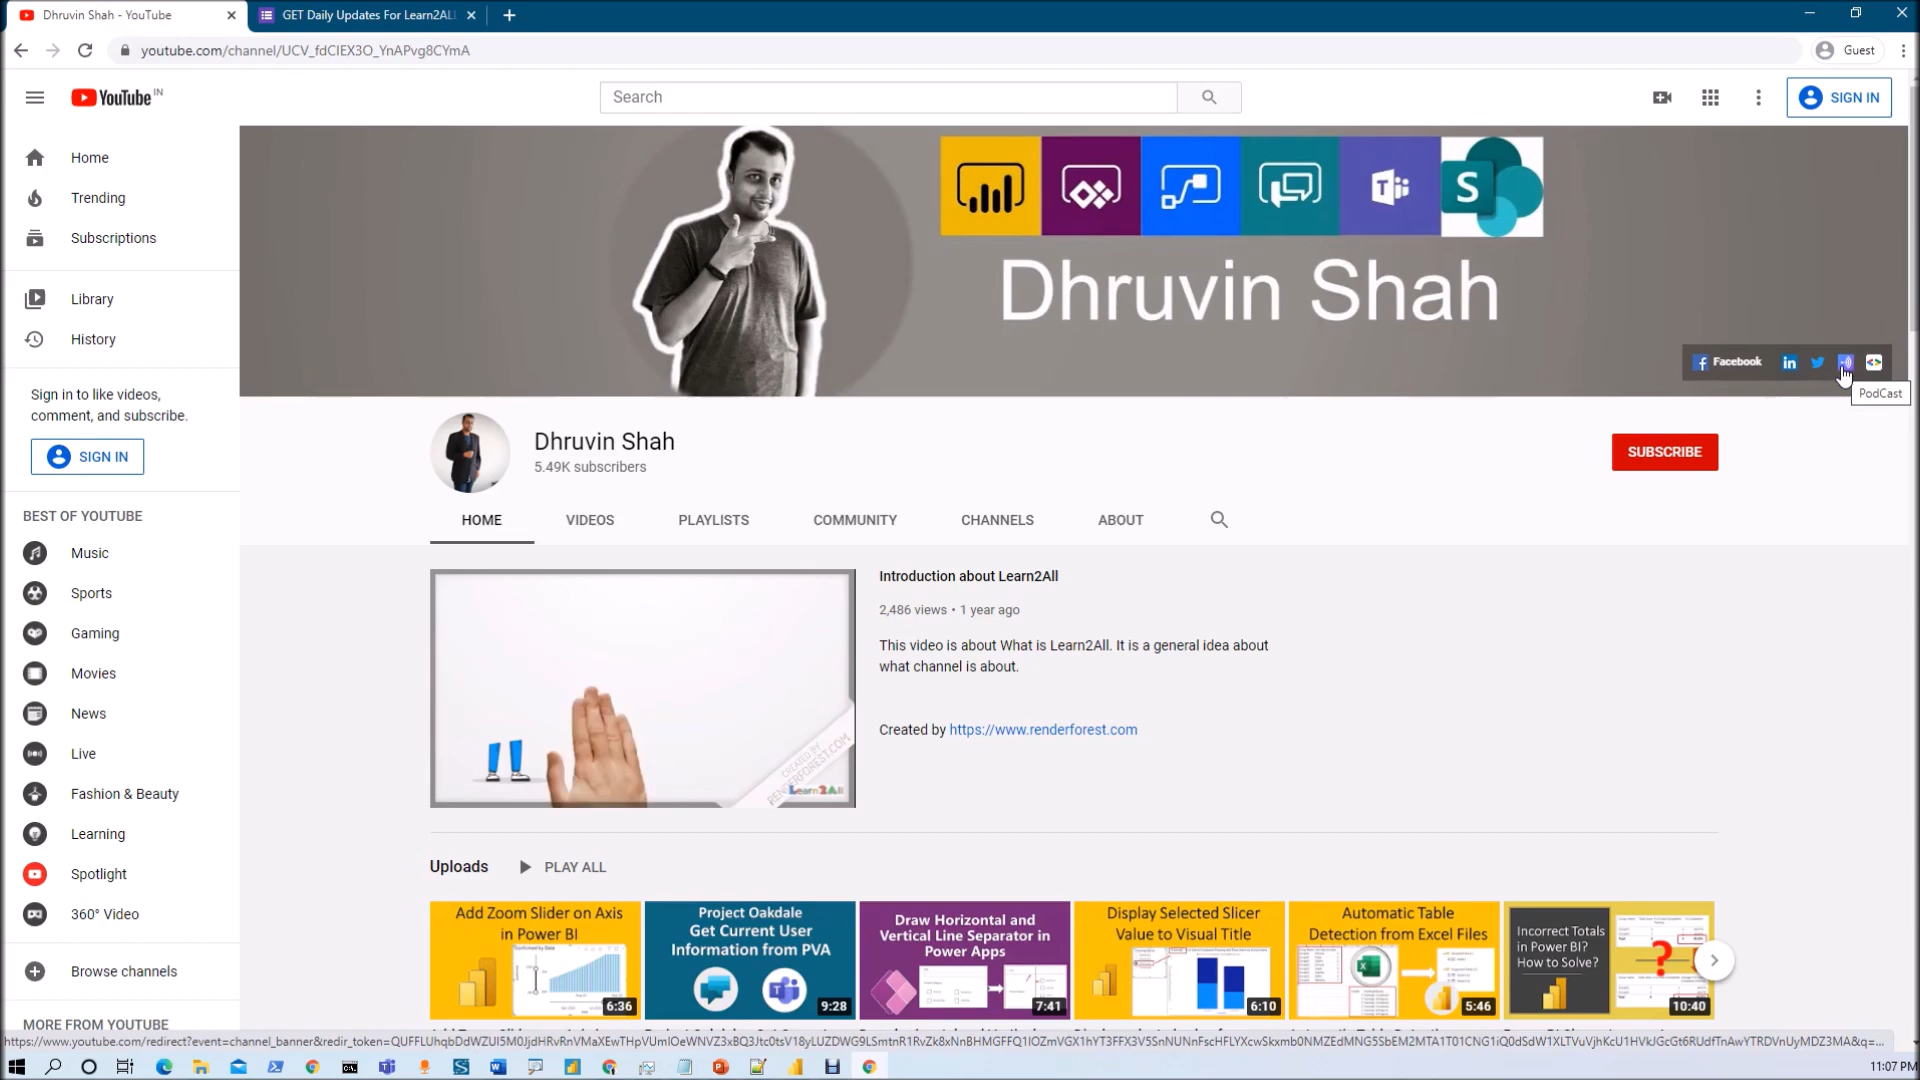 Dhruvin Shah - YouTube
GET Daily Updates For Learn2ALL
youtube.com/channel/UCV_fdCIEX3O_YnAPvg8CYmA
Guest
YouTube IN
Search
SIGN IN
Home
Trending
Subscriptions
Library
History
Sign in to like videos,
comment, and subscribe.
SIGN IN
BEST OF YOUTUBE
Music
Sports
Gaming
Movies
News
Live
Fashion & Beauty
Learning
Spotlight
360° Video
Browse channels
MORE FROM YOUTUBE
Dhruvin Shah
Facebook
PodCast
Dhruvin Shah
5.49K subscribers
SUBSCRIBE
HOME VIDEOS PLAYLISTS COMMUNITY CHANNELS ABOUT
CREATED BY
RENDERFOREST.COM
Learn2All
Introduction about Learn2All
2,486 views • 1 year ago
This video is about What is Learn2All. It is a general idea about
what channel is about.
Created by https://www.renderforest.com
Uploads PLAY ALL
Add Zoom Slider on Axis
in Power BI
6:36
Project Oakdale
Get Current User
Information from PVA
9:28
Draw Horizontal and
Vertical Line Separator in
Power Apps
7:41
Display Selected Slicer
Value to Visual Title
6:10
Automatic Table
Detection from Excel Files
5:46
Incorrect Totals
in Power BI?
How to Solve?
10:40
11:07 PM